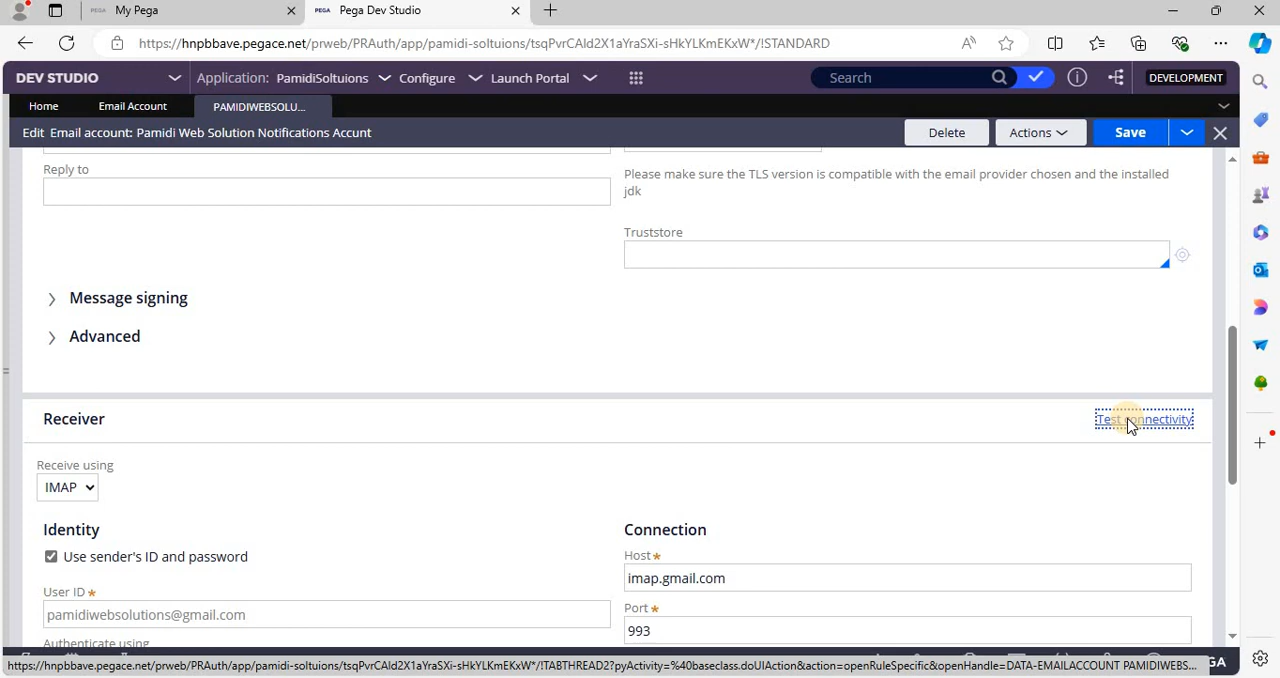 PEGA My Pega
PEGA Pega Dev Studio
https://hnpbbave.pegace.net/prweb/PRAuth/app/pamidi-soltuions/tsqPvrCAld2X1aYraSXi-sHkYLKmEKxW*/!STANDARD
DEV STUDIO Application: PamidiSoltuions Configure Launch Portal Search DEVELOPMENT
Home Email Account PAMIDIWEBSOLU...
Edit Email account: Pamidi Web Solution Notifications Accunt Delete Actions Save
Reply to
Please make sure the TLS version is compatible with the email provider chosen and the installed
jdk
Truststore
Message signing
Advanced
Receiver Test connectivity
Receive using
IMAP
Identity Connection
Use sender's ID and password Host*
imap.gmail.com
User ID* Port*
pamidiwebsolutions@gmail.com
993
Authenticate using
https://hnpbbave.pegace.net/prweb/PRAuth/app/pamidi-soltuions/tsqPvrCAld2X1aYraSXi-sHkYLKmEKxW*/!TABTHREAD2?pyActivity=%40baseclass.doUIAction&action=openRuleSpecific&openHandle=DATA-EMAILACCOUNT PAMIDIWEBS...